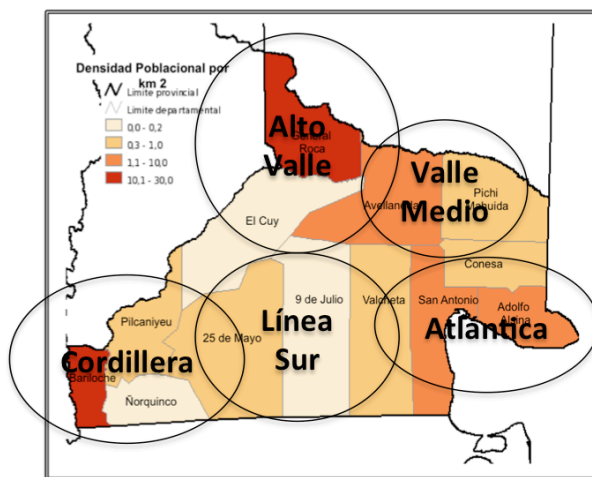 Densidad Poblacional por
km 2
Límite provincial
Límite departamental
0,0 - 0,2
0,3 - 1,0
1,1 - 10,0
10,1 - 30,0
Alto
General
Roca
Valle
Valle
Pichi
Mahuida
Avellaneda
Medio
El Cuy
Conesa
9 de Julio
Valcheta
San Antonio
Adolfo
Alsina
Atlántica
Pilcaniyeu
25 de Mayo
Línea
Sur
Cordillera
Bariloche
Ñorquinco